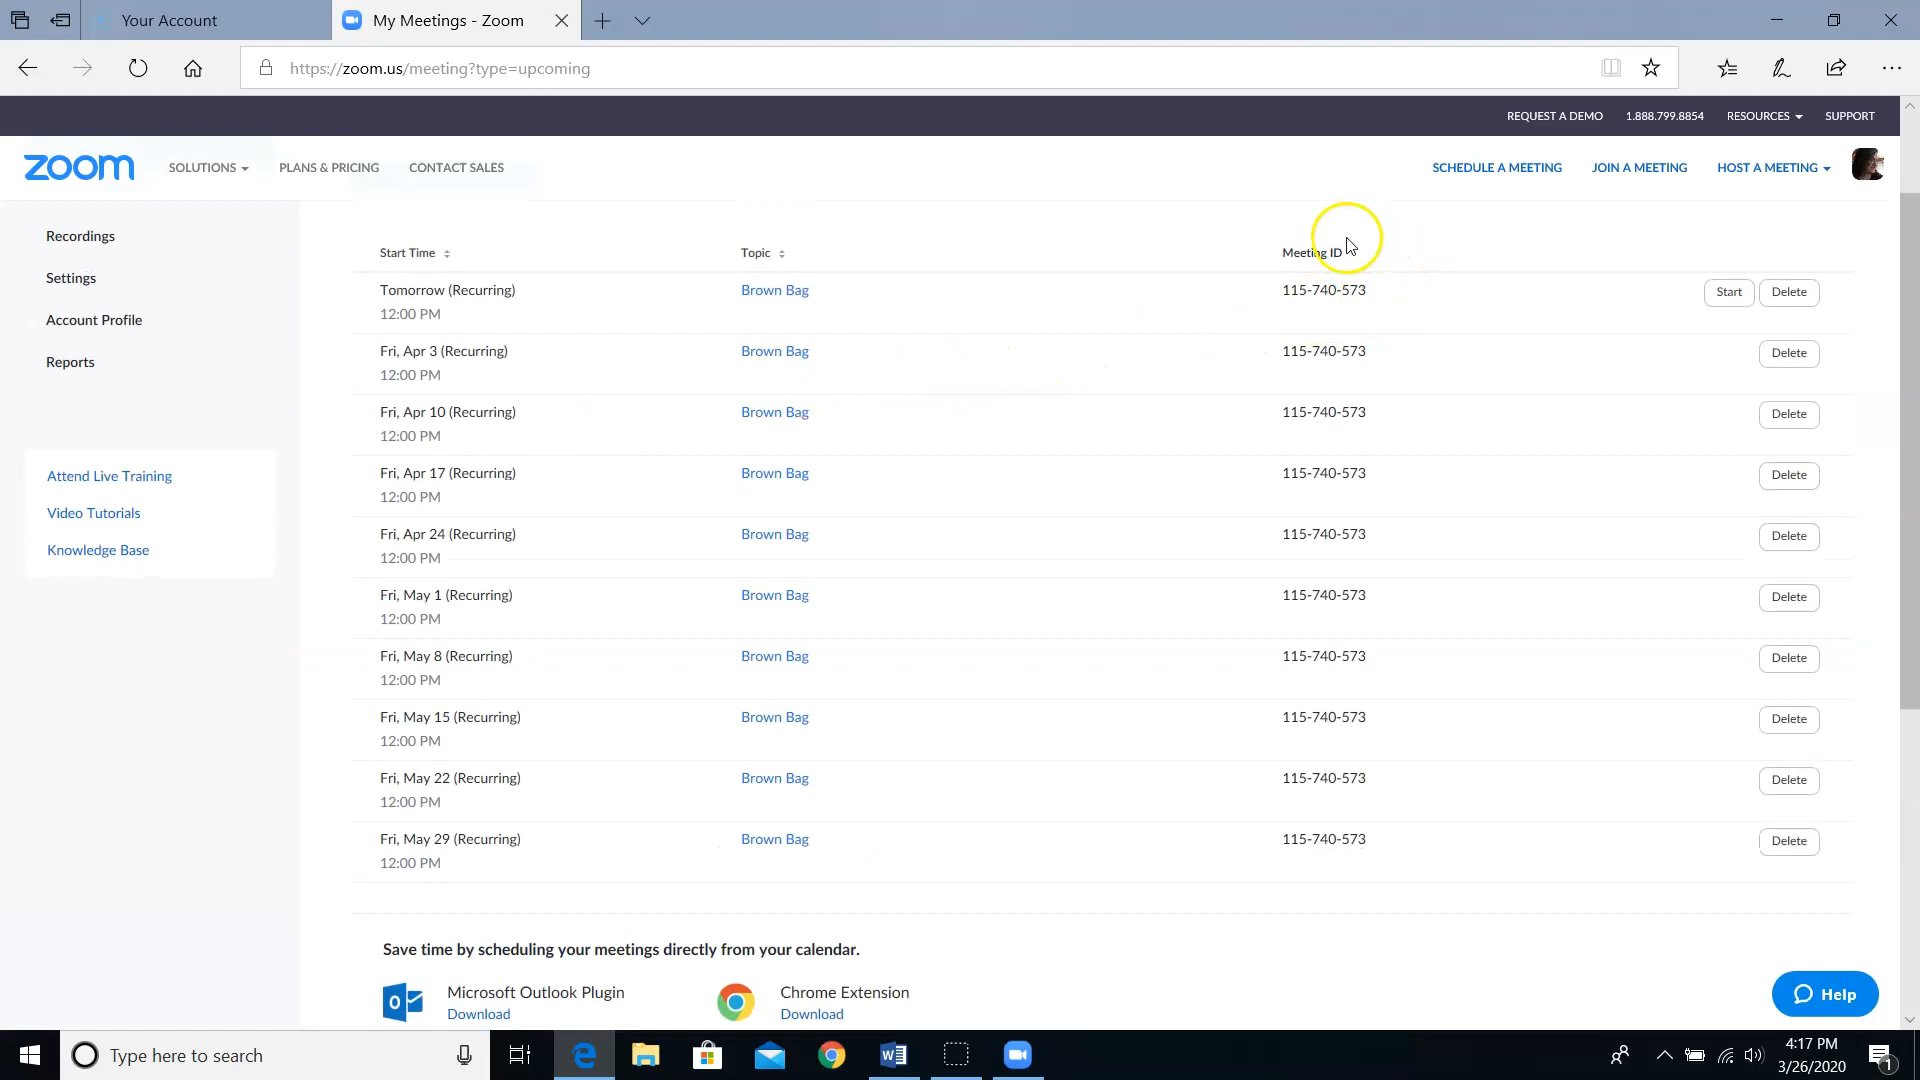 Your Account
My Meetings - Zoom
https://zoom.us/meeting?type=upcoming
REQUEST A DEMO 1.888.799.8854 RESOURCES SUPPORT
zoom SOLUTIONS PLANS & PRICING CONTACT SALES SCHEDULE A MEETING JOIN A MEETING HOST A MEETING
Recordings
Settings
Account Profile
Reports
Attend Live Training
Video Tutorials
Knowledge Base
Start Time Topic Meeting ID
Tomorrow (Recurring) Brown Bag 115-740-573 Start Delete
12:00 PM
Fri, Apr 3 (Recurring) Brown Bag 115-740-573 Delete
12:00 PM
Fri, Apr 10 (Recurring) Brown Bag 115-740-573 Delete
12:00 PM
Fri, Apr 17 (Recurring) Brown Bag 115-740-573 Delete
12:00 PM
Fri, Apr 24 (Recurring) Brown Bag 115-740-573 Delete
12:00 PM
Fri, May 1 (Recurring) Brown Bag 115-740-573 Delete
12:00 PM
Fri, May 8 (Recurring) Brown Bag 115-740-573 Delete
12:00 PM
Fri, May 15 (Recurring) Brown Bag 115-740-573 Delete
12:00 PM
Fri, May 22 (Recurring) Brown Bag 115-740-573 Delete
12:00 PM
Fri, May 29 (Recurring) Brown Bag 115-740-573 Delete
12:00 PM
Save time by scheduling your meetings directly from your calendar.
Microsoft Outlook Plugin
Download
Chrome Extension
Download
Help
Type here to search
4:17 PM
3/26/2020
1